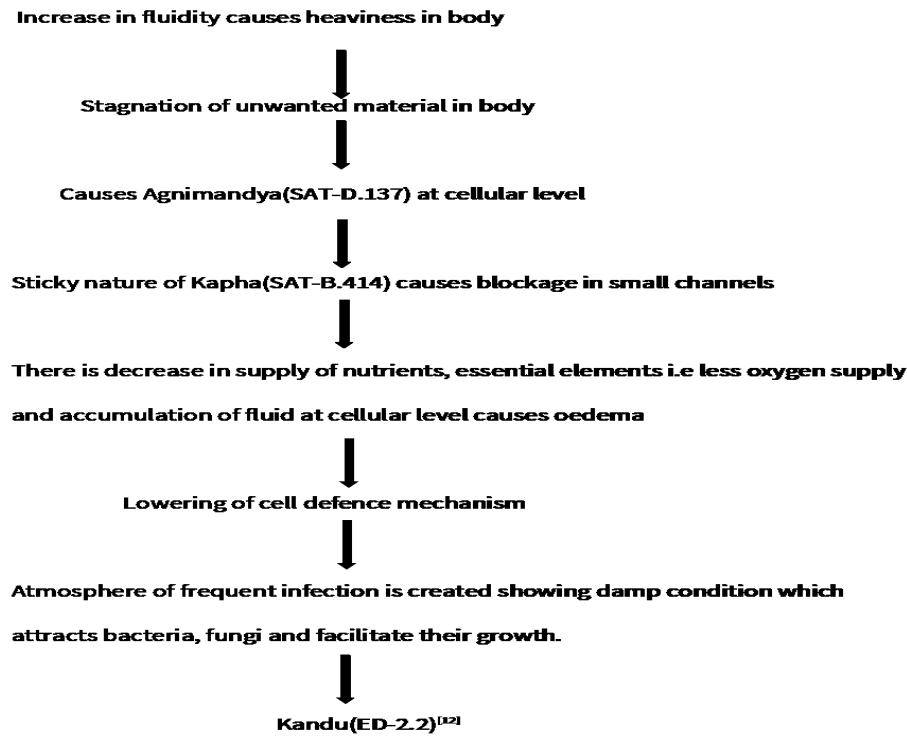 Increase in fluidity causes heaviness in body
Stagnation of unwanted material in body
Causes Agnimandya(SAT-D.137) at cellular level
Sticky nature of Kapha(SAT-B.414) causes blockage in small channels
There is decrease in supply of nutrients, essential elements i.e less oxygen supply
and accumulation of fluid at cellular level causes oedema
Lowering of cell defence mechanism
Atmosphere of frequent infection is created showing damp condition which
attracts bacteria, fungi and facilitate their growth.
Kandu(ED-2.2)[12]